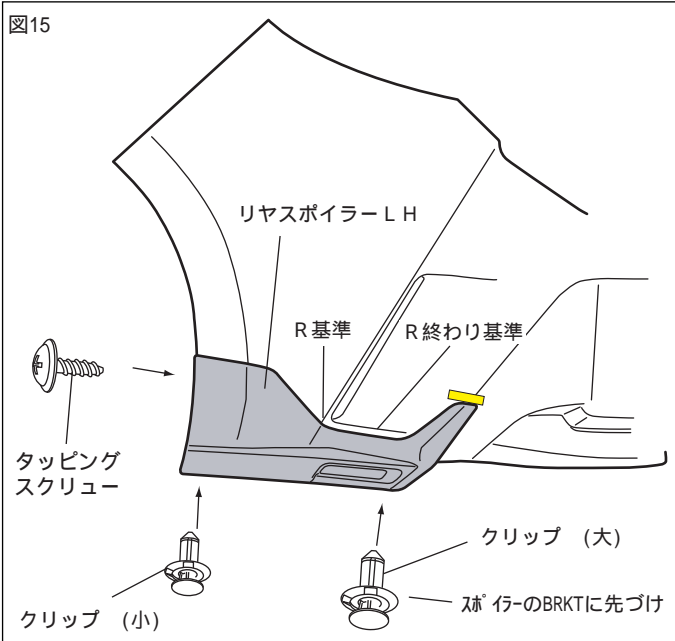 図15
リヤスポイラーＬＨ
Ｒ基準
Ｒ終わり基準
タッピング
スクリュー
クリップ (大)
ｽﾎﾟｲﾗｰのBRKTに先づけ
クリップ (小)